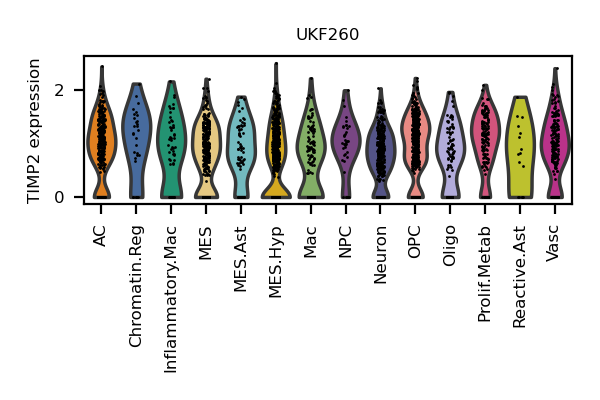 UKF260
TIMP2 expression
2
0
AC
Chromatin.Reg
Inflammatory.Mac
MES
MES.Ast
MES.Hyp
Mac
NPC
Neuron
OPC
Oligo
Prolif.Metab
Reactive.Ast
Vasc